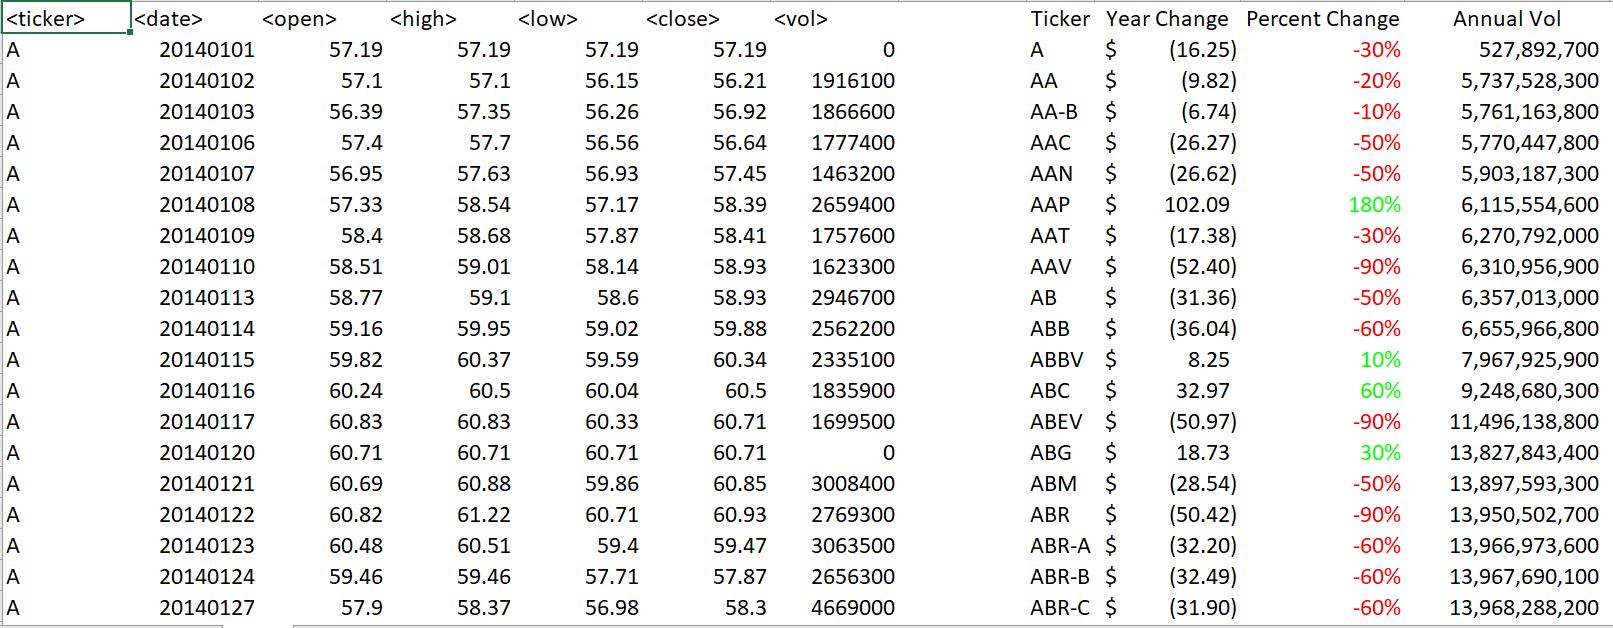 <ticker> <date> <open> <high> <low> <close> <vol> Ticker Year Change Percent Change Annual Vol
A 20140101 57.19 57.19 57.19 57.19 0 A $ (16.25) -30% 527,892,700
A 20140102 57.1 57.1 56.15 56.21 1916100 AA $ (9.82) -20% 5,737,528,300
A 20140103 56.39 57.35 56.26 56.92 1866600 AA-B $ (6.74) -10% 5,761,163,800
A 20140106 57.4 57.7 56.56 56.64 1777400 AAC $ (26.27) -50% 5,770,447,800
A 20140107 56.95 57.63 56.93 57.45 1463200 AAN $ (26.62) -50% 5,903,187,300
A 20140108 57.33 58.54 57.17 58.39 2659400 AAP $ 102.09 180% 6,115,554,600
A 20140109 58.4 58.68 57.87 58.41 1757600 AAT $ (17.38) -30% 6,270,792,000
A 20140110 58.51 59.01 58.14 58.93 1623300 AAV $ (52.40) -90% 6,310,956,900
A 20140113 58.77 59.1 58.6 58.93 2946700 AB $ (31.36) -50% 6,357,013,000
A 20140114 59.16 59.95 59.02 59.88 2562200 ABB $ (36.04) -60% 6,655,966,800
A 20140115 59.82 60.37 59.59 60.34 2335100 ABBV $ 8.25 10% 7,967,925,900
A 20140116 60.24 60.5 60.04 60.5 1835900 ABC $ 32.97 60% 9,248,680,300
A 20140117 60.83 60.83 60.33 60.71 1699500 ABEV $ (50.97) -90% 11,496,138,800
A 20140120 60.71 60.71 60.71 60.71 0 ABG $ 18.73 30% 13,827,843,400
A 20140121 60.69 60.88 59.86 60.85 3008400 ABM $ (28.54) -50% 13,897,593,300
A 20140122 60.82 61.22 60.71 60.93 2769300 ABR $ (50.42) -90% 13,950,502,700
A 20140123 60.48 60.51 59.4 59.47 3063500 ABR-A $ (32.20) -60% 13,966,973,600
A 20140124 59.46 59.46 57.71 57.87 2656300 ABR-B $ (32.49) -60% 13,967,690,100
A 20140127 57.9 58.37 56.98 58.3 4669000 ABR-C $ (31.90) -60% 13,968,288,200